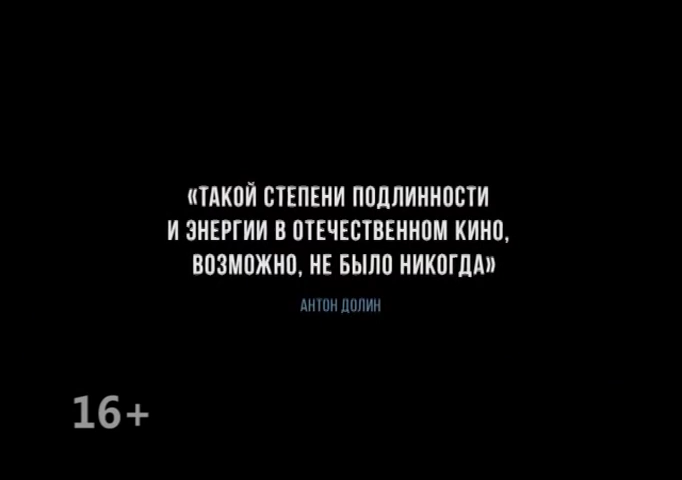 «ТАКОЙ СТЕПЕНИ ПОДЛИННОСТИ
И ЭНЕРГИИ В ОТЕЧЕСТВЕННОМ КИНО,
ВОЗМОЖНО, НЕ БЫЛО НИКОГДА»
АНТОН ДОЛИН
16+